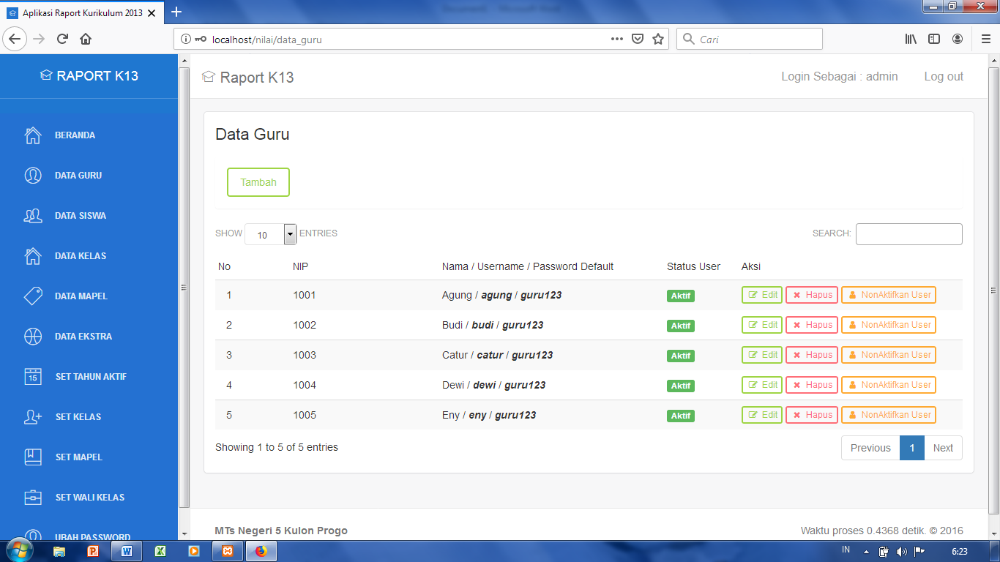 Aplikasi Raport Kurikulum 2013
localhost/nilai/data_guru
Cari
RAPORT K13
Raport K13
Login Sebagai : admin
Log out
BERANDA
DATA GURU
DATA SISWA
DATA KELAS
DATA MAPEL
DATA EKSTRA
15
SET TAHUN AKTIF
SET KELAS
SET MAPEL
SET WALI KELAS
UBAH PASSWORD
Data Guru
Tambah
SHOW 10 ENTRIES
SEARCH:
No NIP Nama / Username / Password Default Status User Aksi
1 1001 Agung / agung / guru123 Aktif Edit Hapus NonAktifkan User
2 1002 Budi / budi / guru123 Aktif Edit Hapus NonAktifkan User
3 1003 Catur / catur / guru123 Aktif Edit Hapus NonAktifkan User
4 1004 Dewi / dewi / guru123 Aktif Edit Hapus NonAktifkan User
5 1005 Eny / eny / guru123 Aktif Edit Hapus NonAktifkan User
Showing 1 to 5 of 5 entries
Previous 1 Next
MTs Negeri 5 Kulon Progo
Waktu proses 0.4368 detik. © 2016
IN
6:23